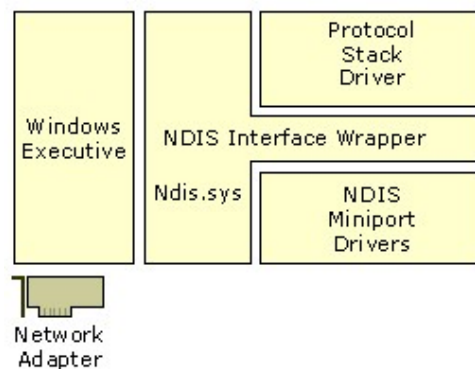 Windows
Executive
NDIS Interface Wrapper
Ndis.sys
Protocol
Stack
Driver
NDIS
Miniport
Drivers
Network
Adapter